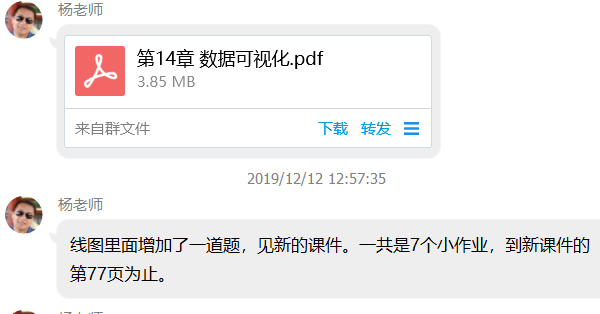 杨老师
第14章 数据可视化.pdf
3.85 MB
来自群文件
下载 转发
2019/12/12 12:57:35
杨老师
线图里面增加了一道题，见新的课件。一共是7个小作业，到新课件的
第77页为止。